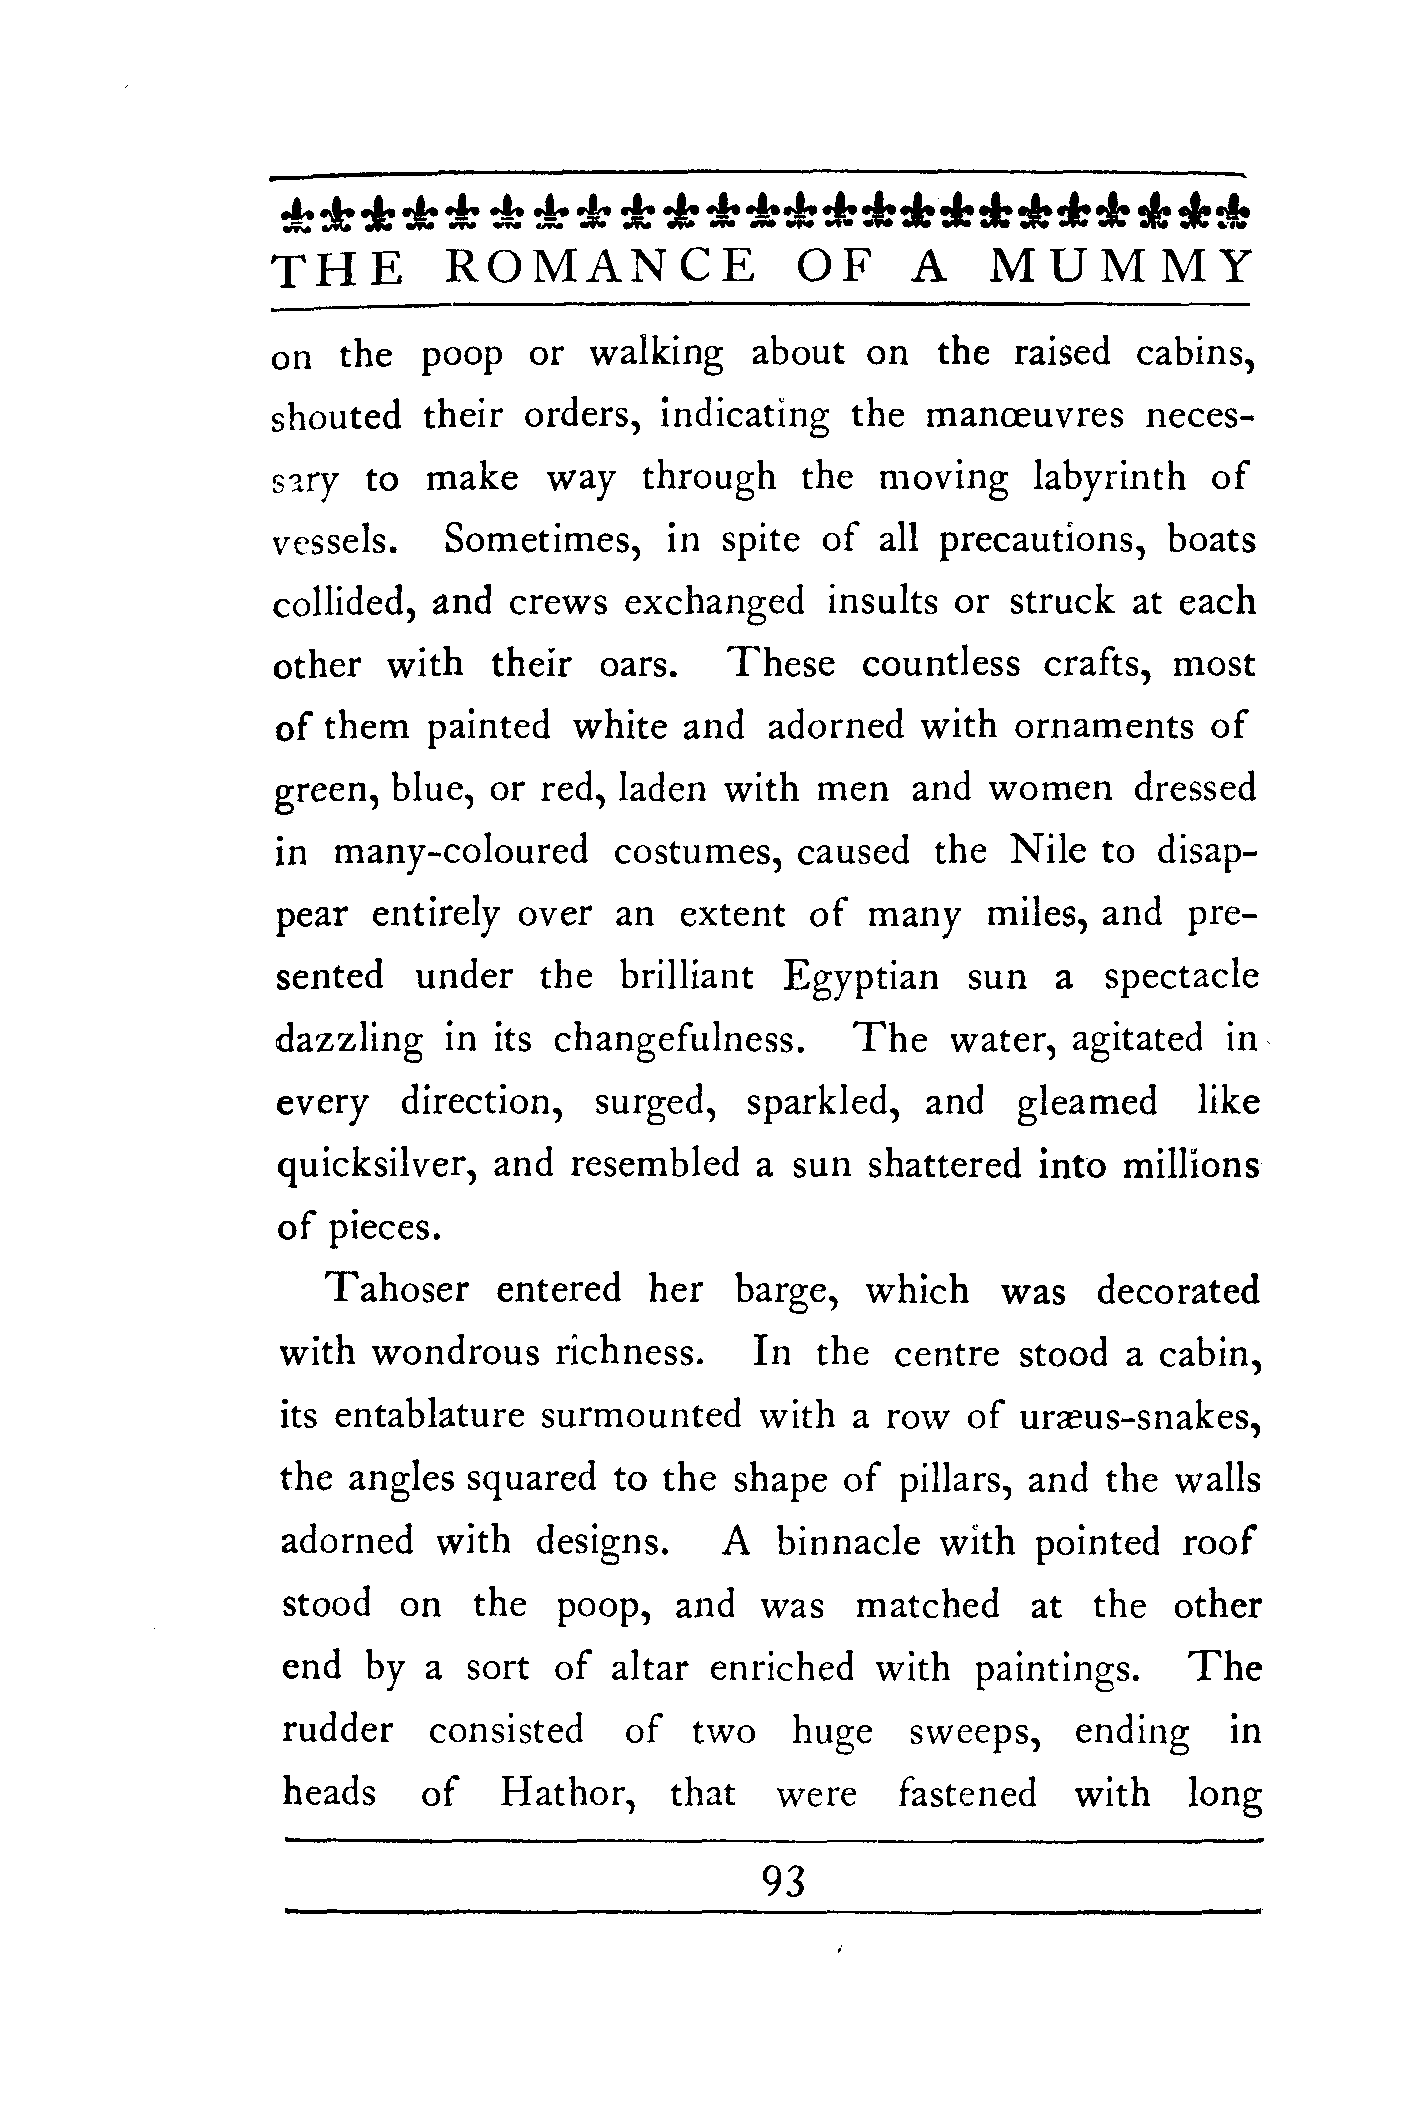 THE ROMANCE OF A MUMMY
on the poop or walking about on the raised cabins,
shouted their orders, indicating the manœuvres neces-
sary to make way through the moving labyrinth of
vessels. Sometimes, in spite of all precautions, boats
collided, and crews exchanged insults or struck at each
other with their oars. These countless crafts, most
of them painted white and adorned with ornaments of
green, blue, or red, laden with men and women dressed
in many-coloured costumes, caused the Nile to disap-
pear entirely over an extent of many miles, and pre-
sented under the brilliant Egyptian sun a spectacle
dazzling in its changefulness. The water, agitated in
every direction, surged, sparkled, and gleamed like
quicksilver, and resembled a sun shattered into millions
of pieces.
Tahoser entered her barge, which was decorated
with wondrous richness. In the centre stood a cabin,
its entablature surmounted with a row of uræus-snakes,
the angles squared to the shape of pillars, and the walls
adorned with designs. A binnacle with pointed roof
stood on the poop, and was matched at the other
end by a sort of altar enriched with paintings. The
rudder consisted of two huge sweeps, ending in
heads of Hathor, that were fastened with long
93